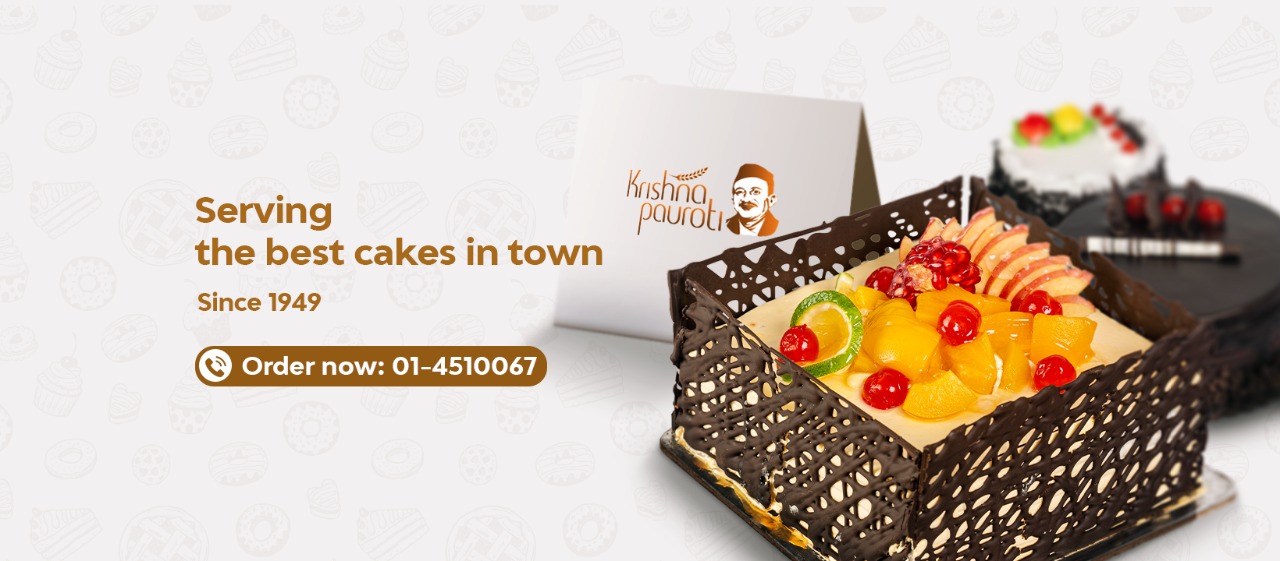 Serving
the best cakes in town
Since 1949
Order now: 01-4510067
Krishna
pauroti